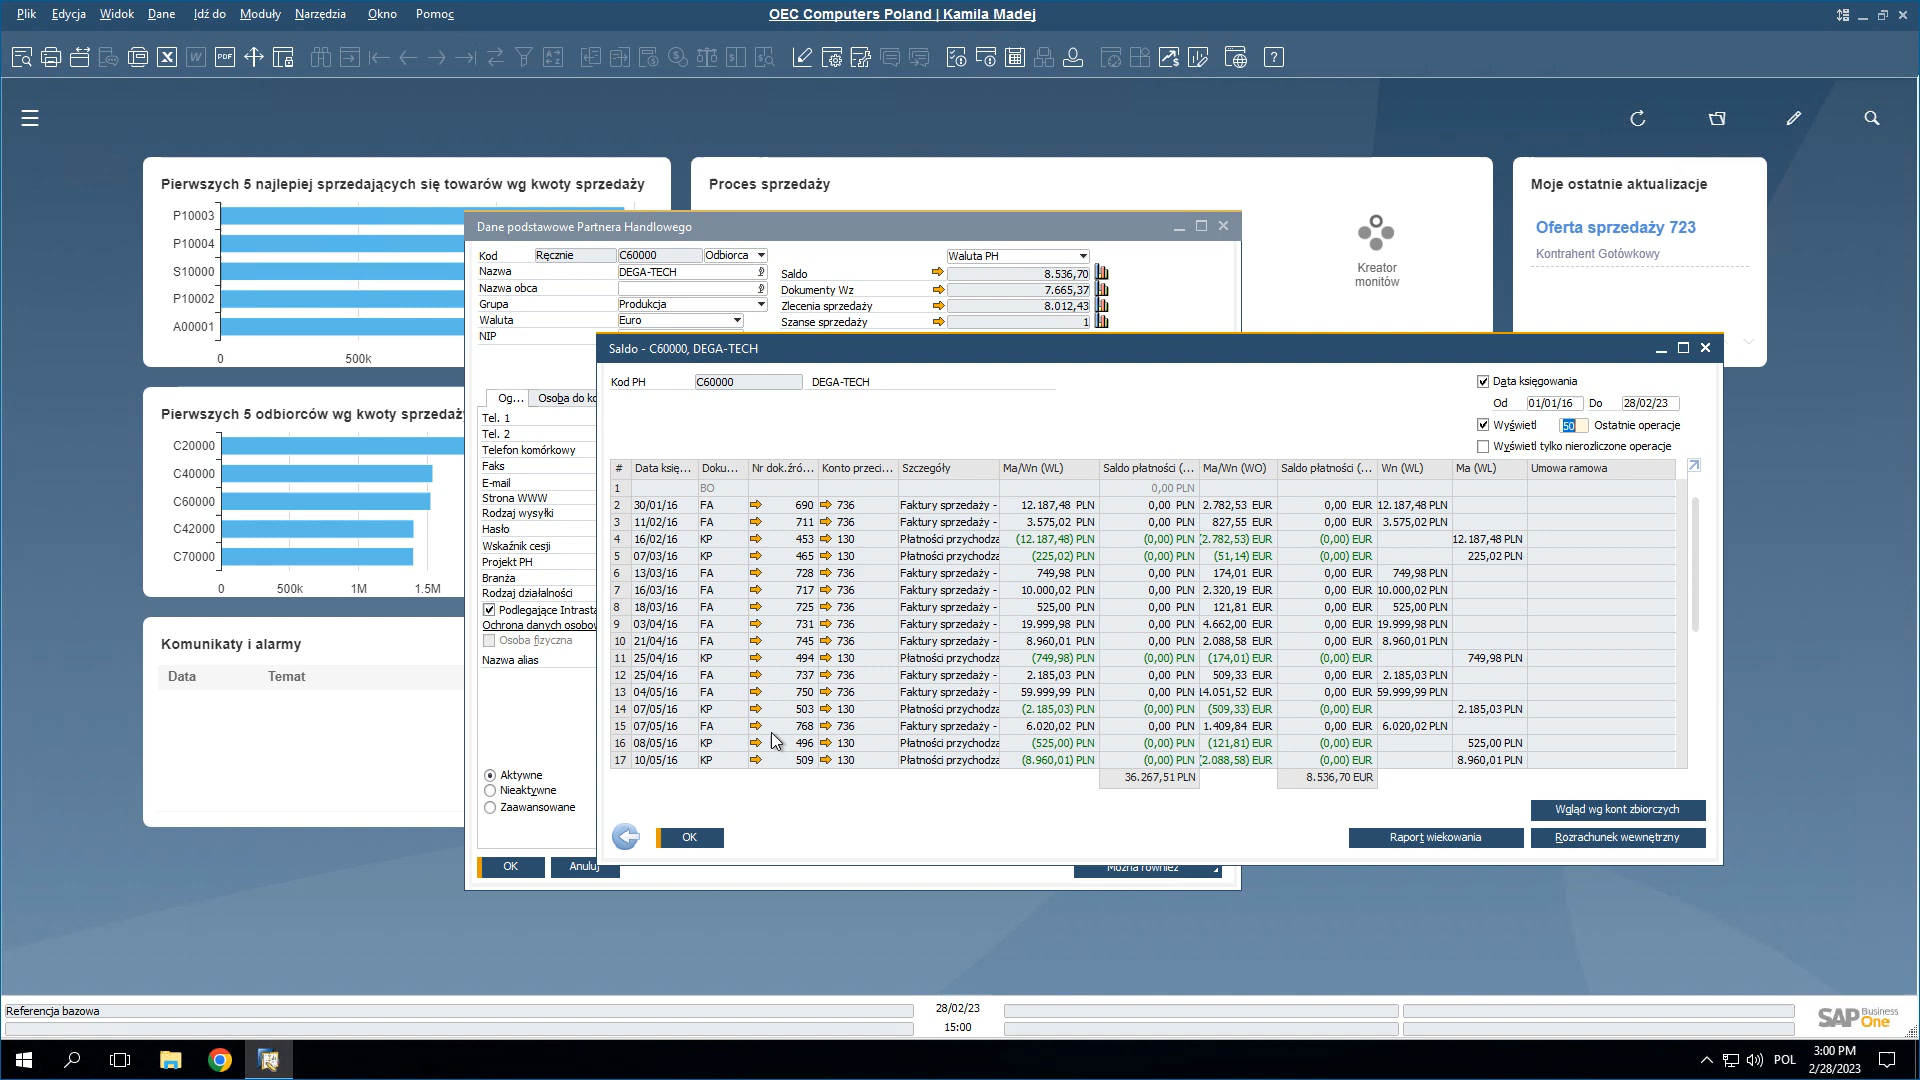 Plik Edycja Widok Dane Idź do Moduły Narzędzia Okno Pomoc
OEC Computers Poland | Kamila Madej
Pierwszych 5 najlepiej sprzedających się towarów wg kwoty sprzedaży
P10003
P10004
S10000
P10002
A00001
0 500k
Proces sprzedaży
Kreator
monitów
Moje ostatnie aktualizacje
Oferta sprzedaży 723
Kontrahent Gotówkowy
Pierwszych 5 odbiorców wg kwoty sprzedaży
C20000
C40000
C60000
C42000
C70000
0 500k 1M 1.5M
Komunikaty i alarmy
Data Temat
Dane podstawowe Partnera Handlowego
Kod Ręcznie C60000 Odbiorca
Nazwa DEGA-TECH
Nazwa obca
Grupa Produkcja
Waluta Euro
NIP
Waluta PH
Saldo 8.536,70
Dokumenty Wz 7.665,37
Zlecenia sprzedaży 8.012,43
Szanse sprzedaży 1
Og... Osoba do ko
Tel. 1
Tel. 2
Telefon komórkowy
Faks
E-mail
Strona WWW
Rodzaj wysyłki
Hasło
Wskaźnik cesji
Projekt PH
Branża
Rodzaj działalności
Podlegające Intrasta
Ochrona danych osobow
Osoba fizyczna
Nazwa alias
Aktywne
Nieaktywne
Zaawansowane
OK Anuluj
Można również
Saldo - C60000, DEGA-TECH
Kod PH C60000 DEGA-TECH
Data księgowania
Od 01/01/16 Do 28/02/23
Wyświetl 50 Ostatnie operacje
Wyświetl tylko nierozliczone operacje
# Data księ... Doku... Nr dok.źró... Konto przeci... Szczegóły Ma/Wn (WL) Saldo płatności (... Ma/Wn (WO) Saldo płatności (... Wn (WL) Ma (WL) Umowa ramowa
1 BO 0,00 PLN
2 30/01/16 FA 690 736 Faktury sprzedaży - 12.187,48 PLN 0,00 PLN 2.782,53 EUR 0,00 EUR 12.187,48 PLN
3 11/02/16 FA 711 736 Faktury sprzedaży - 3.575,02 PLN 0,00 PLN 827,55 EUR 0,00 EUR 3.575,02 PLN
4 16/02/16 KP 453 130 Płatności przychodza (12.187,48) PLN (0,00) PLN (2.782,53) EUR (0,00) EUR 12.187,48 PLN
5 07/03/16 KP 465 130 Płatności przychodza (225,02) PLN (0,00) PLN (51,14) EUR (0,00) EUR 225,02 PLN
6 13/03/16 FA 728 736 Faktury sprzedaży - 749,98 PLN 0,00 PLN 174,01 EUR 0,00 EUR 749,98 PLN
7 16/03/16 FA 717 736 Faktury sprzedaży - 10.000,02 PLN 0,00 PLN 2.320,19 EUR 0,00 EUR 10.000,02 PLN
8 18/03/16 FA 725 736 Faktury sprzedaży - 525,00 PLN 0,00 PLN 121,81 EUR 0,00 EUR 525,00 PLN
9 03/04/16 FA 731 736 Faktury sprzedaży - 19.999,98 PLN 0,00 PLN 4.662,00 EUR 0,00 EUR 19.999,98 PLN
10 21/04/16 FA 745 736 Faktury sprzedaży - 8.960,01 PLN 0,00 PLN 2.088,58 EUR 0,00 EUR 8.960,01 PLN
11 25/04/16 KP 494 130 Płatności przychodza (749,98) PLN (0,00) PLN (174,01) EUR (0,00) EUR 749,98 PLN
12 25/04/16 FA 737 736 Faktury sprzedaży - 2.185,03 PLN 0,00 PLN 509,33 EUR 0,00 EUR 2.185,03 PLN
13 04/05/16 FA 750 736 Faktury sprzedaży - 59.999,99 PLN 0,00 PLN 14.051,52 EUR 0,00 EUR 59.999,99 PLN
14 07/05/16 KP 503 130 Płatności przychodza (2.185,03) PLN (0,00) PLN (509,33) EUR (0,00) EUR 2.185,03 PLN
15 07/05/16 FA 768 736 Faktury sprzedaży - 6.020,02 PLN 0,00 PLN 1.409,84 EUR 0,00 EUR 6.020,02 PLN
16 08/05/16 KP 496 130 Płatności przychodza (525,00) PLN (0,00) PLN (121,81) EUR (0,00) EUR 525,00 PLN
17 10/05/16 KP 509 130 Płatności przychodza (8.960,01) PLN (0,00) PLN (2.088,58) EUR (0,00) EUR 8.960,01 PLN
36.267,51 PLN 8.536,70 EUR
Wgląd wg kont zbiorczych
OK Raport wiekowania Rozrachunek wewnętrzny
Referencja bazowa 28/02/23
15:00
SAP Business One
POL
3:00 PM
2/28/2023